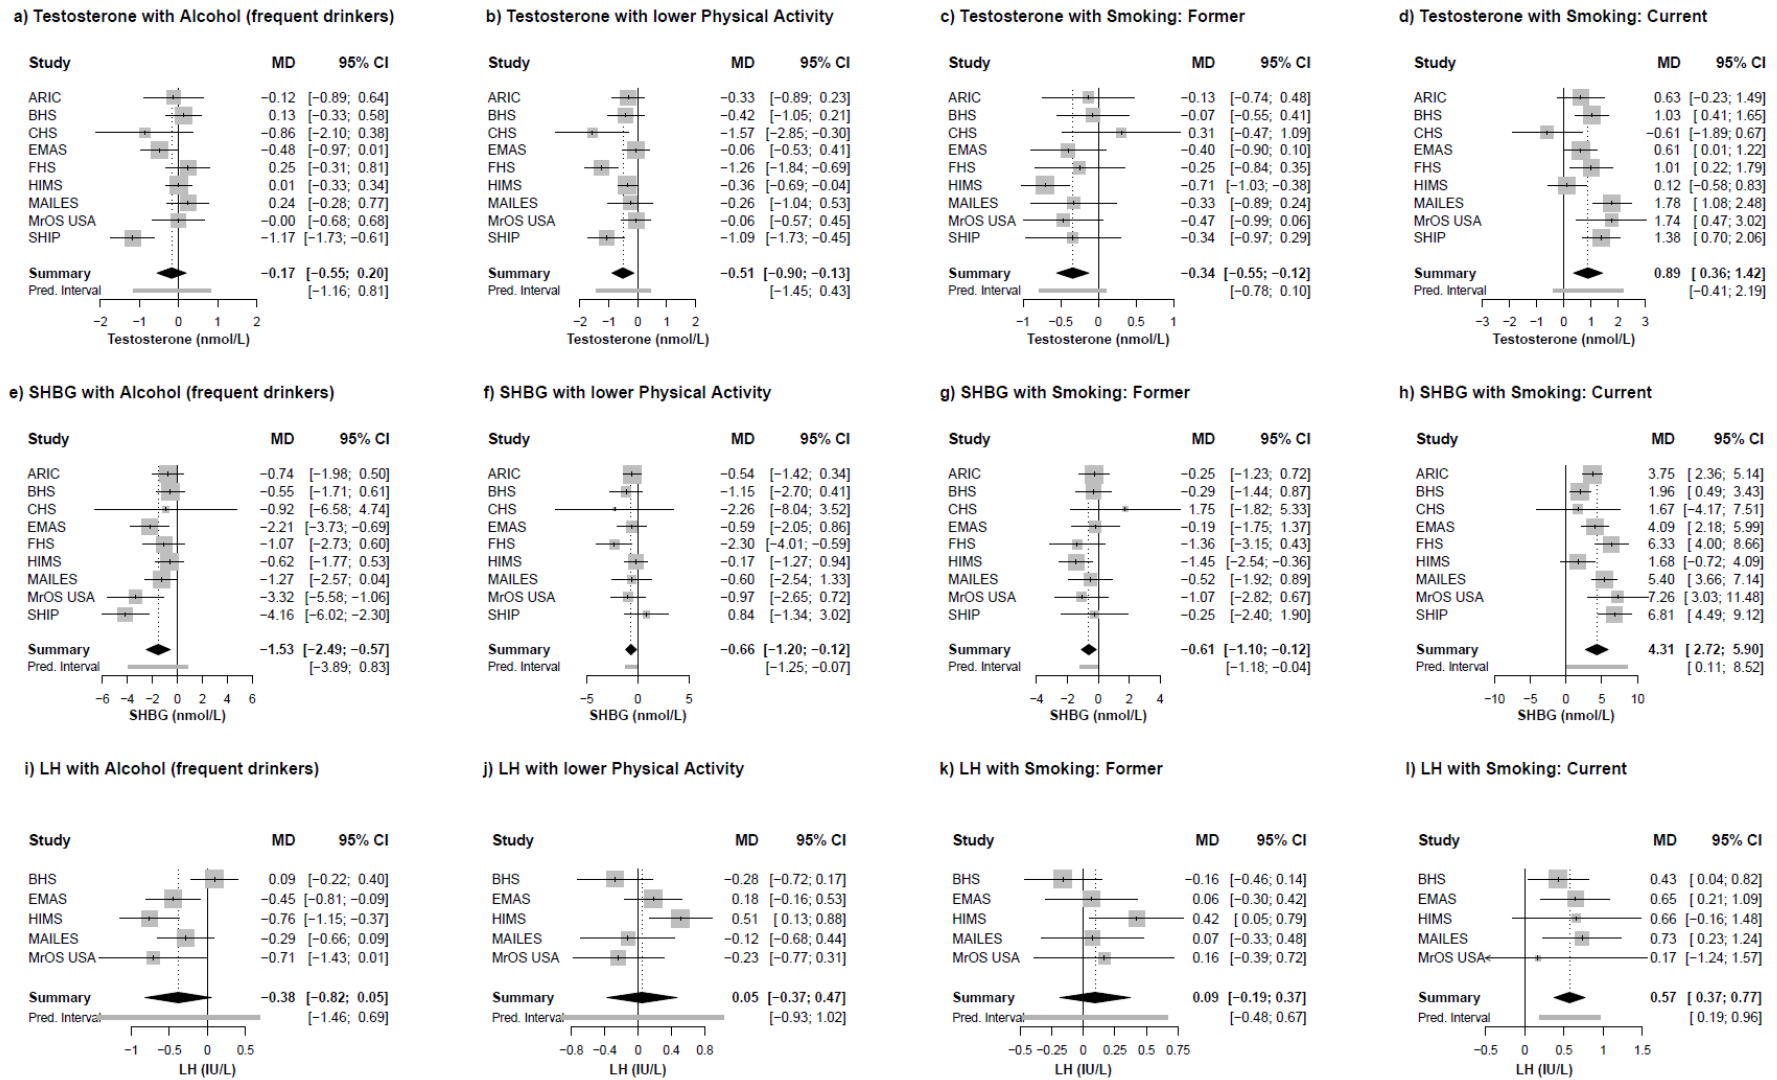 a) Testosterone with Alcohol (frequent drinkers)
Study MD 95% CI
ARIC −0.12 [−0.89; 0.64]
BHS 0.13 [−0.33; 0.58]
CHS −0.86 [−2.10; 0.38]
EMAS −0.48 [−0.97; 0.01]
FHS 0.25 [−0.31; 0.81]
HIMS 0.01 [−0.33; 0.34]
MAILES 0.24 [−0.28; 0.77]
MrOS USA −0.00 [−0.68; 0.68]
SHIP −1.17 [−1.73; −0.61]
Summary −0.17 [−0.55; 0.20]
Pred. Interval [−1.16; 0.81]
−2 −1 0 1 2
Testosterone (nmol/L)
b) Testosterone with lower Physical Activity
Study MD 95% CI
ARIC −0.33 [−0.89; 0.23]
BHS −0.42 [−1.05; 0.21]
CHS −1.57 [−2.85; −0.30]
EMAS −0.06 [−0.53; 0.41]
FHS −1.26 [−1.84; −0.69]
HIMS −0.36 [−0.69; −0.04]
MAILES −0.26 [−1.04; 0.53]
MrOS USA −0.06 [−0.57; 0.45]
SHIP −1.09 [−1.73; −0.45]
Summary −0.51 [−0.90; −0.13]
Pred. Interval [−1.45; 0.43]
−2 −1 0 1 2
Testosterone (nmol/L)
c) Testosterone with Smoking: Former
Study MD 95% CI
ARIC −0.13 [−0.74; 0.48]
BHS −0.07 [−0.55; 0.41]
CHS 0.31 [−0.47; 1.09]
EMAS −0.40 [−0.90; 0.10]
FHS −0.25 [−0.84; 0.35]
HIMS −0.71 [−1.03; −0.38]
MAILES −0.33 [−0.89; 0.24]
MrOS USA −0.47 [−0.99; 0.06]
SHIP −0.34 [−0.97; 0.29]
Summary −0.34 [−0.55; −0.12]
Pred. Interval [−0.78; 0.10]
−1 −0.5 0 0.5 1
Testosterone (nmol/L)
d) Testosterone with Smoking: Current
Study MD 95% CI
ARIC 0.63 [−0.23; 1.49]
BHS 1.03 [ 0.41; 1.65]
CHS −0.61 [−1.89; 0.67]
EMAS 0.61 [ 0.01; 1.22]
FHS 1.01 [ 0.22; 1.79]
HIMS 0.12 [−0.58; 0.83]
MAILES 1.78 [ 1.08; 2.48]
MrOS USA 1.74 [ 0.47; 3.02]
SHIP 1.38 [ 0.70; 2.06]
Summary 0.89 [ 0.36; 1.42]
Pred. Interval [−0.41; 2.19]
−3 −2 −1 0 1 2 3
Testosterone (nmol/L)
e) SHBG with Alcohol (frequent drinkers)
Study MD 95% CI
ARIC −0.74 [−1.98; 0.50]
BHS −0.55 [−1.71; 0.61]
CHS −0.92 [−6.58; 4.74]
EMAS −2.21 [−3.73; −0.69]
FHS −1.07 [−2.73; 0.60]
HIMS −0.62 [−1.77; 0.53]
MAILES −1.27 [−2.57; 0.04]
MrOS USA −3.32 [−5.58; −1.06]
SHIP −4.16 [−6.02; −2.30]
Summary −1.53 [−2.49; −0.57]
Pred. Interval [−3.89; 0.83]
−6 −4 −2 0 2 4 6
SHBG (nmol/L)
f) SHBG with lower Physical Activity
Study MD 95% CI
ARIC −0.54 [−1.42; 0.34]
BHS −1.15 [−2.70; 0.41]
CHS −2.26 [−8.04; 3.52]
EMAS −0.59 [−2.05; 0.86]
FHS −2.30 [−4.01; −0.59]
HIMS −0.17 [−1.27; 0.94]
MAILES −0.60 [−2.54; 1.33]
MrOS USA −0.97 [−2.65; 0.72]
SHIP 0.84 [−1.34; 3.02]
Summary −0.66 [−1.20; −0.12]
Pred. Interval [−1.25; −0.07]
−5 0 5
SHBG (nmol/L)
g) SHBG with Smoking: Former
Study MD 95% CI
ARIC −0.25 [−1.23; 0.72]
BHS −0.29 [−1.44; 0.87]
CHS 1.75 [−1.82; 5.33]
EMAS −0.19 [−1.75; 1.37]
FHS −1.36 [−3.15; 0.43]
HIMS −1.45 [−2.54; −0.36]
MAILES −0.52 [−1.92; 0.89]
MrOS USA −1.07 [−2.82; 0.67]
SHIP −0.25 [−2.40; 1.90]
Summary −0.61 [−1.10; −0.12]
Pred. Interval [−1.18; −0.04]
−4 −2 0 2 4
SHBG (nmol/L)
h) SHBG with Smoking: Current
Study MD 95% CI
ARIC 3.75 [ 2.36; 5.14]
BHS 1.96 [ 0.49; 3.43]
CHS 1.67 [−4.17; 7.51]
EMAS 4.09 [ 2.18; 5.99]
FHS 6.33 [ 4.00; 8.66]
HIMS 1.68 [−0.72; 4.09]
MAILES 5.40 [ 3.66; 7.14]
MrOS USA 7.26 [ 3.03; 11.48]
SHIP 6.81 [ 4.49; 9.12]
Summary 4.31 [ 2.72; 5.90]
Pred. Interval [ 0.11; 8.52]
−10 −5 0 5 10
SHBG (nmol/L)
i) LH with Alcohol (frequent drinkers)
Study MD 95% CI
BHS 0.09 [−0.22; 0.40]
EMAS −0.45 [−0.81; −0.09]
HIMS −0.76 [−1.15; −0.37]
MAILES −0.29 [−0.66; 0.09]
MrOS USA −0.71 [−1.43; 0.01]
Summary −0.38 [−0.82; 0.05]
Pred. Interval [−1.46; 0.69]
−1 −0.5 0 0.5
LH (IU/L)
j) LH with lower Physical Activity
Study MD 95% CI
BHS −0.28 [−0.72; 0.17]
EMAS 0.18 [−0.16; 0.53]
HIMS 0.51 [ 0.13; 0.88]
MAILES −0.12 [−0.68; 0.44]
MrOS USA −0.23 [−0.77; 0.31]
Summary 0.05 [−0.37; 0.47]
Pred. Interval [−0.93; 1.02]
−0.8 −0.4 0 0.4 0.8
LH (IU/L)
k) LH with Smoking: Former
Study MD 95% CI
BHS −0.16 [−0.46; 0.14]
EMAS 0.06 [−0.30; 0.42]
HIMS 0.42 [ 0.05; 0.79]
MAILES 0.07 [−0.33; 0.48]
MrOS USA 0.16 [−0.39; 0.72]
Summary 0.09 [−0.19; 0.37]
Pred. Interval [−0.48; 0.67]
−0.5 −0.25 0 0.25 0.5 0.75
LH (IU/L)
l) LH with Smoking: Current
Study MD 95% CI
BHS 0.43 [ 0.04; 0.82]
EMAS 0.65 [ 0.21; 1.09]
HIMS 0.66 [−0.16; 1.48]
MAILES 0.73 [ 0.23; 1.24]
MrOS USA 0.17 [−1.24; 1.57]
Summary 0.57 [ 0.37; 0.77]
Pred. Interval [ 0.19; 0.96]
−0.5 0 0.5 1 1.5
LH (IU/L)